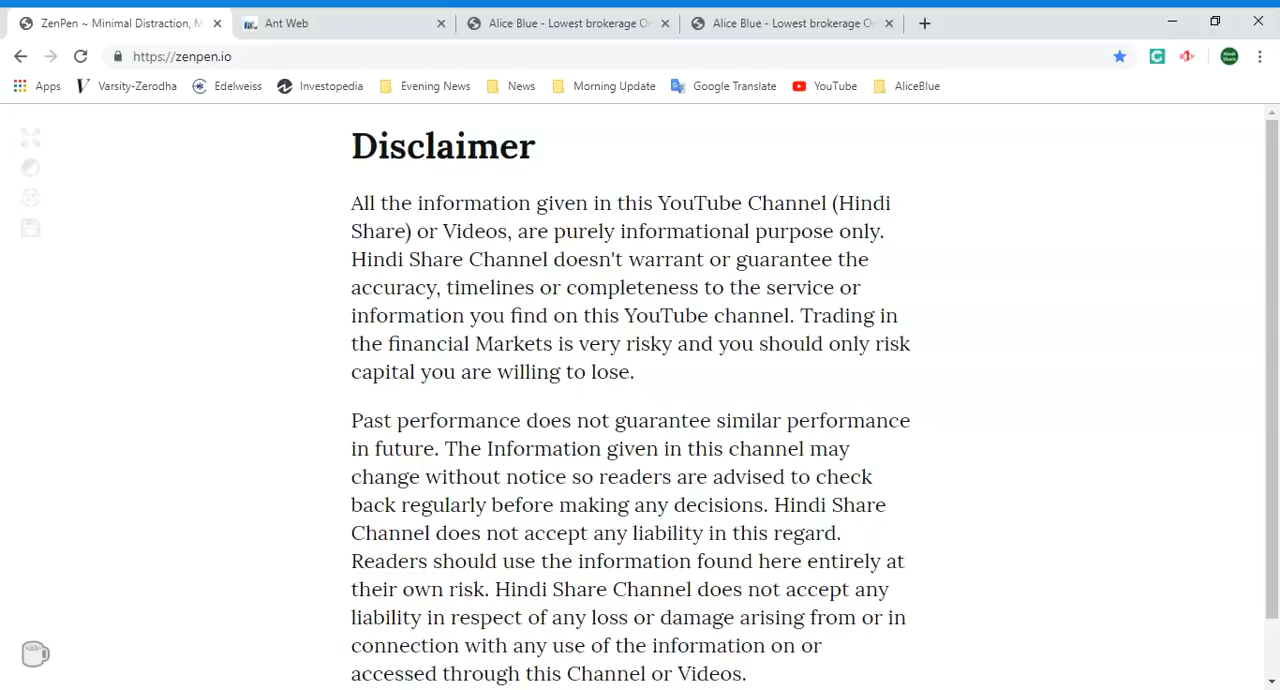 ZenPen ~ Minimal Distraction, M
Ant Web
Alice Blue - Lowest brokerage O
Alice Blue - Lowest brokerage O
https://zenpen.io
Hindi Share
Apps
Varsity-Zerodha
Edelweiss
Investopedia
Evening News
News
Morning Update
Google Translate
YouTube
AliceBlue
Disclaimer
All the information given in this YouTube Channel (Hindi
Share) or Videos, are purely informational purpose only.
Hindi Share Channel doesn't warrant or guarantee the
accuracy, timelines or completeness to the service or
information you find on this YouTube channel. Trading in
the financial Markets is very risky and you should only risk
capital you are willing to lose.
Past performance does not guarantee similar performance
in future. The Information given in this channel may
change without notice so readers are advised to check
back regularly before making any decisions. Hindi Share
Channel does not accept any liability in this regard.
Readers should use the information found here entirely at
their own risk. Hindi Share Channel does not accept any
liability in respect of any loss or damage arising from or in
connection with any use of the information on or
accessed through this Channel or Videos.